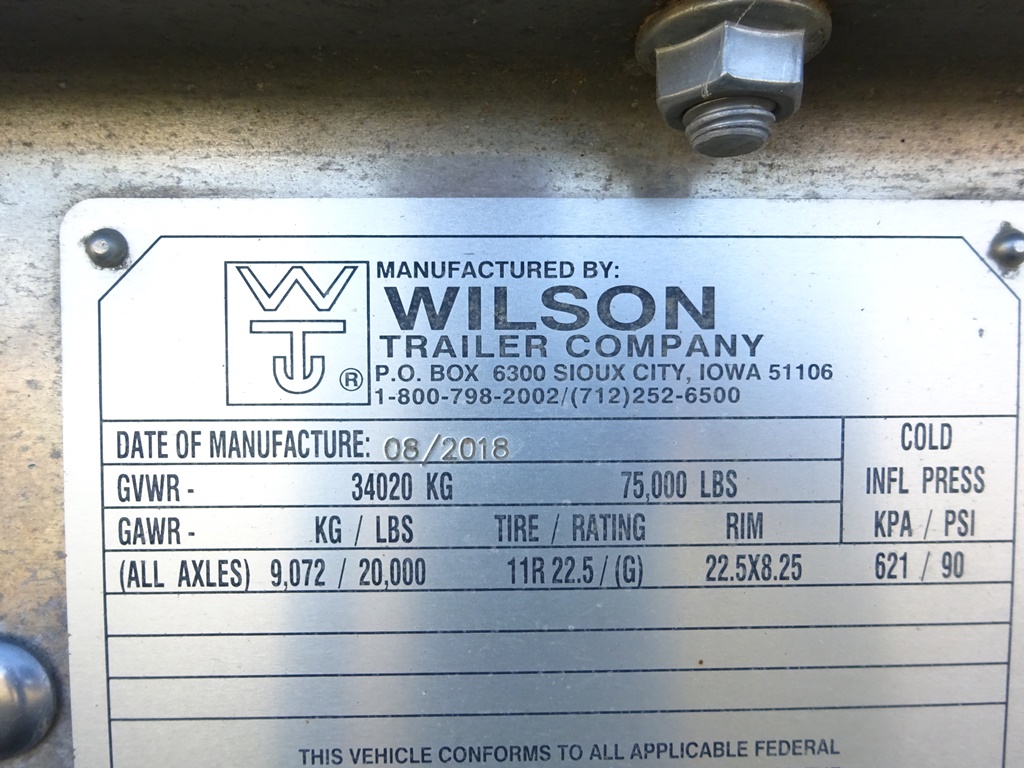 WTJ ®
MANUFACTURED BY:
WILSON
TRAILER COMPANY
P.O. BOX 6300 SIOUX CITY, IOWA 51106
1-800-798-2002/(712)252-6500
DATE OF MANUFACTURE: 08/2018
COLD
INFL PRESS
KPA / PSI
GVWR - 34020 KG 75,000 LBS
GAWR - KG / LBS TIRE / RATING RIM
(ALL AXLES) 9,072 / 20,000 11R 22.5 / (G) 22.5X8.25 621 / 90
THIS VEHICLE CONFORMS TO ALL APPLICABLE FEDERAL